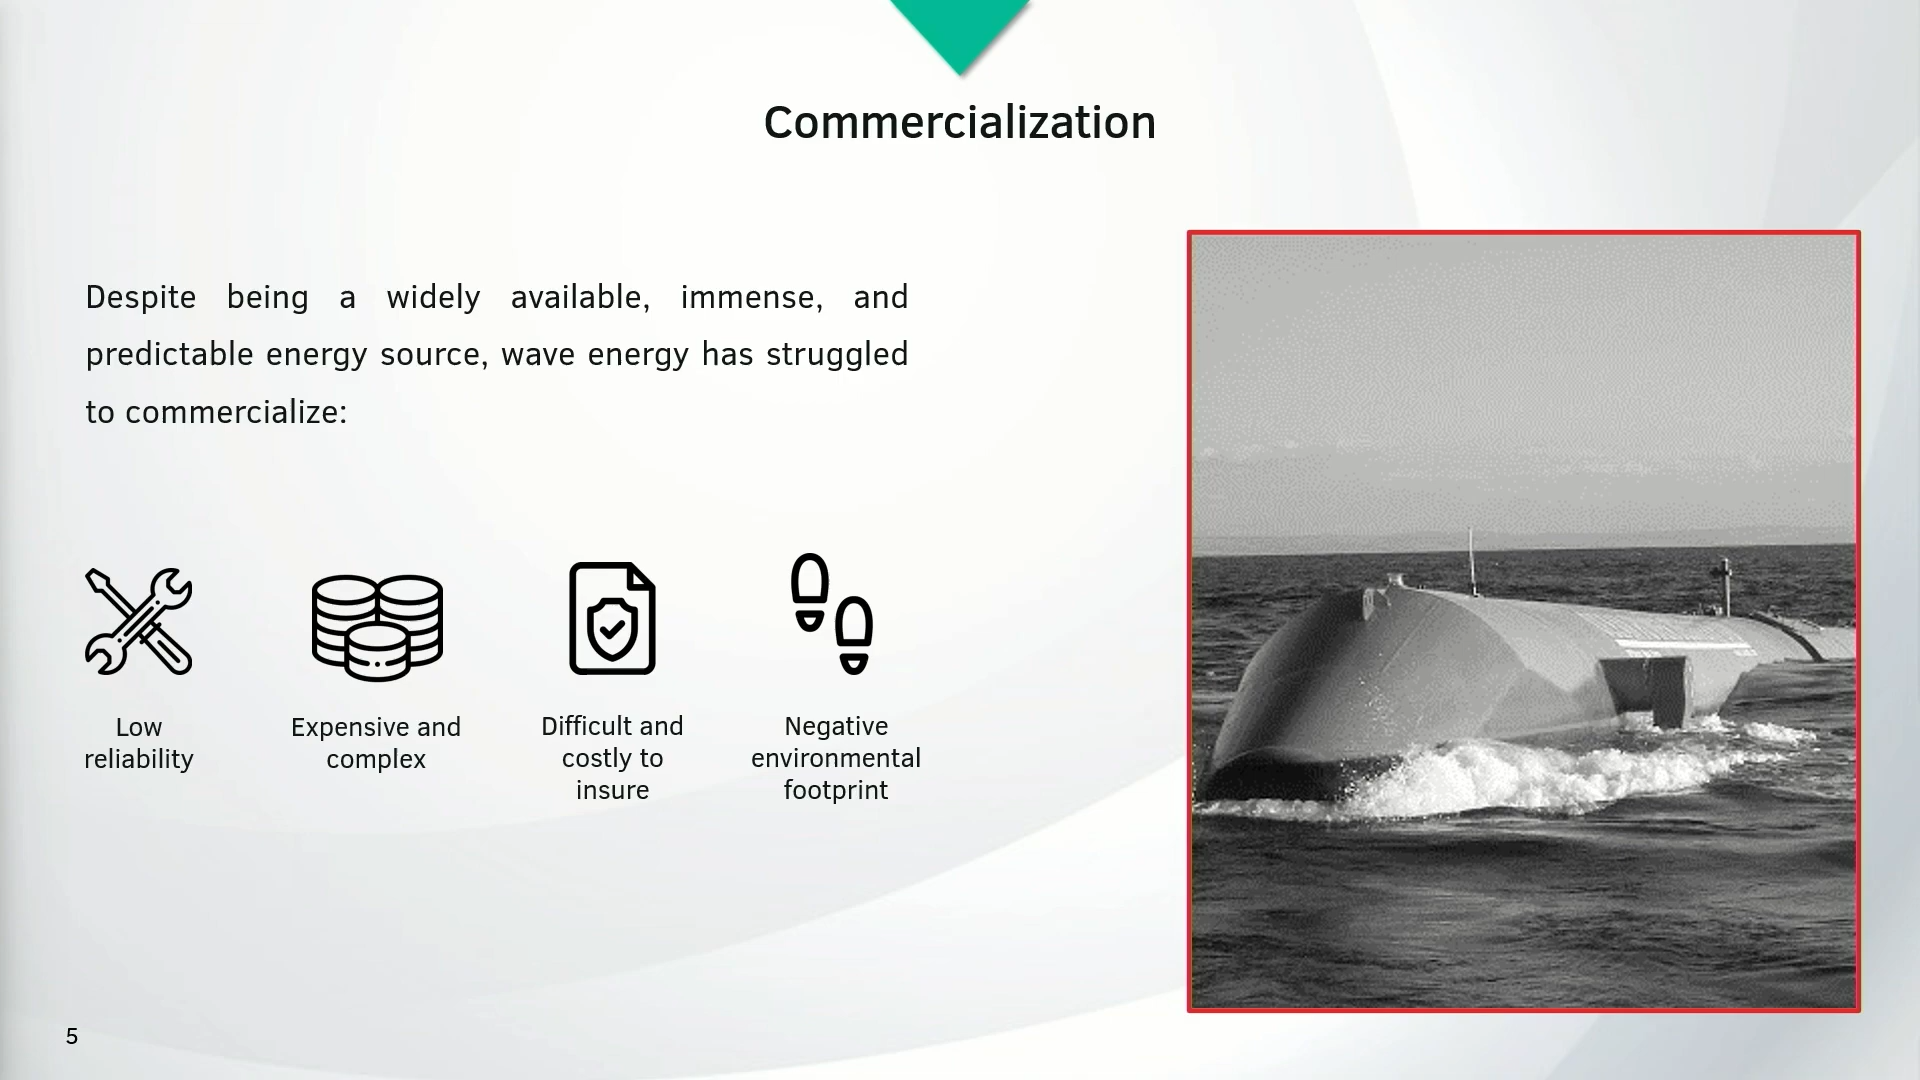 Commercialization
Despite being a widely available, immense, and
predictable energy source, wave energy has struggled
to commercialize:
Low
reliability
Expensive and
complex
Difficult and
costly to
insure
Negative
environmental
footprint
5